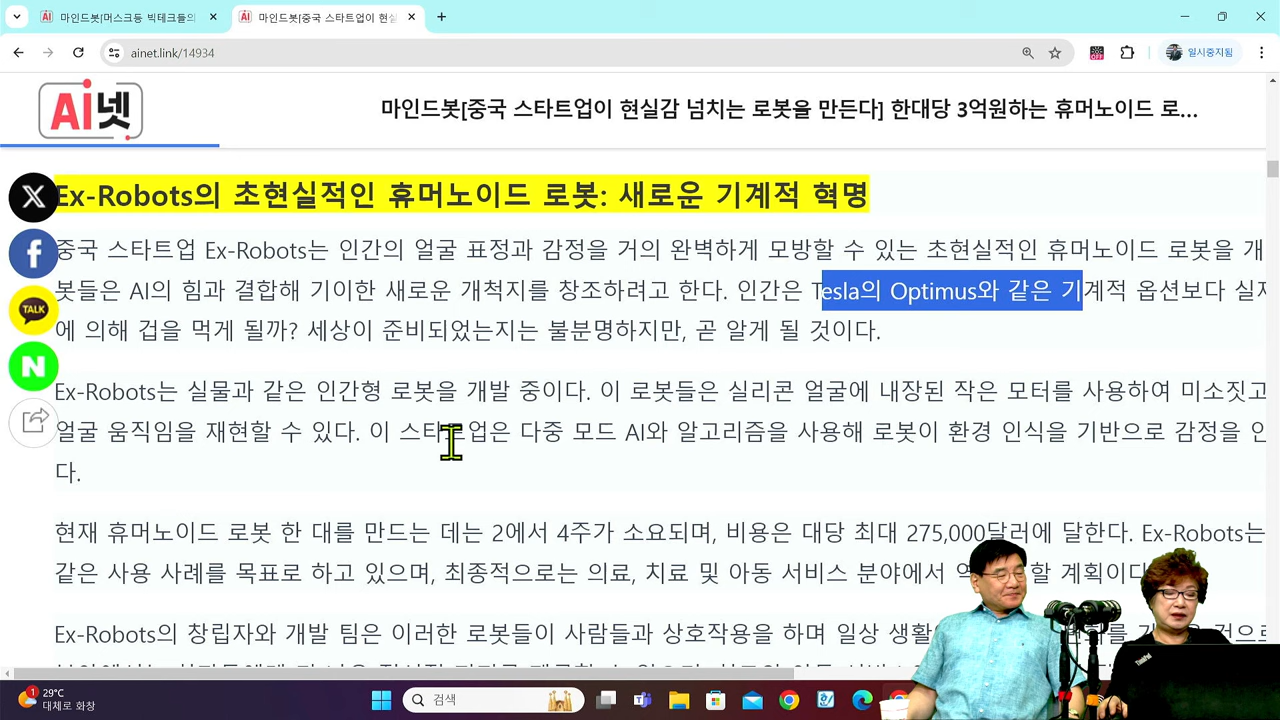 마인드봇[머스크등 빅테크들의
마인드봇[중국 스타트업이 현실
ainet.link/14934
OFF
일시중지됨
Ai넷
마인드봇[중국 스타트업이 현실감 넘치는 로봇을 만든다] 한대당 3억원하는 휴머노이드 로...
Ex-Robots의 초현실적인 휴머노이드 로봇: 새로운 기계적 혁명
중국 스타트업 Ex-Robots는 인간의 얼굴 표정과 감정을 거의 완벽하게 모방할 수 있는 초현실적인 휴머노이드 로봇을 개
봇들은 AI의 힘과 결합해 기이한 새로운 개척지를 창조하려고 한다. 인간은 Tesla의 Optimus와 같은 기계적 옵션보다 실제
에 의해 겁을 먹게 될까? 세상이 준비되었는지는 불분명하지만, 곧 알게 될 것이다.
TALK
N
Ex-Robots는 실물과 같은 인간형 로봇을 개발 중이다. 이 로봇들은 실리콘 얼굴에 내장된 작은 모터를 사용하여 미소짓고
얼굴 움직임을 재현할 수 있다. 이 스타트업은 다중 모드 AI와 알고리즘을 사용해 로봇이 환경 인식을 기반으로 감정을 인
다.
현재 휴머노이드 로봇 한 대를 만드는 데는 2에서 4주가 소요되며, 비용은 대당 최대 275,000달러에 달한다. Ex-Robots는
같은 사용 사례를 목표로 하고 있으며, 최종적으로는 의료, 치료 및 아동 서비스 분야에서 역 할 계획이다
Ex-Robots의 창립자와 개발 팀은 이러한 로봇들이 사람들과 상호작용을 하며 일상 생활
1
29°C
대체로 화창
검색